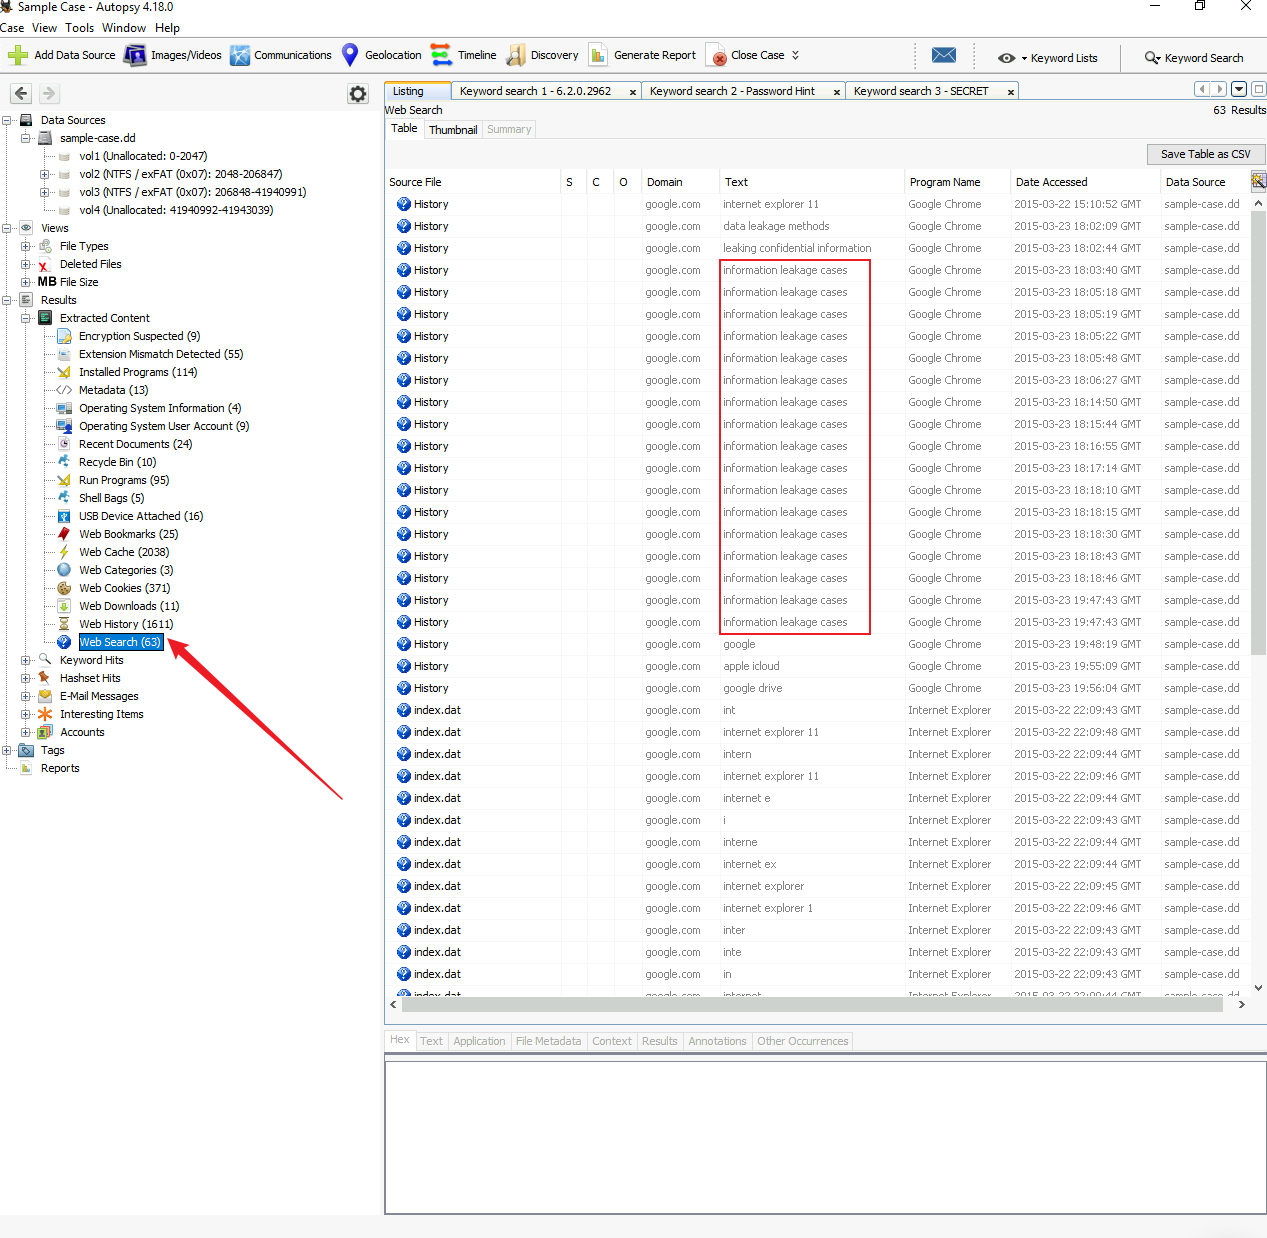 Sample Case - Autopsy 4.18.0
Case View Tools Window Help
Add Data Source Images/Videos Communications Geolocation Timeline Discovery Generate Report Close Case Keyword Lists Keyword Search
Listing Keyword search 1 - 6.2.0.2962 x Keyword search 2 - Password Hint x Keyword search 3 - SECRET x
Web Search 63 Results
Table Thumbnail Summary
Save Table as CSV
Data Sources
sample-case.dd
vol1 (Unallocated: 0-2047)
vol2 (NTFS / exFAT (0x07): 2048-206847)
vol3 (NTFS / exFAT (0x07): 206848-41940991)
vol4 (Unallocated: 41940992-41943039)
Views
File Types
Deleted Files
MB File Size
Results
Extracted Content
Encryption Suspected (9)
Extension Mismatch Detected (55)
Installed Programs (114)
Metadata (13)
Operating System Information (4)
Operating System User Account (9)
Recent Documents (24)
Recycle Bin (10)
Run Programs (95)
Shell Bags (5)
USB Device Attached (16)
Web Bookmarks (25)
Web Cache (2038)
Web Categories (3)
Web Cookies (371)
Web Downloads (11)
Web History (1611)
Web Search (63)
Keyword Hits
Hashset Hits
E-Mail Messages
Interesting Items
Accounts
Tags
Reports
Source File S C O Domain Text Program Name Date Accessed Data Source
History google.com internet explorer 11 Google Chrome 2015-03-22 15:10:52 GMT sample-case.dd
History google.com data leakage methods Google Chrome 2015-03-23 18:02:09 GMT sample-case.dd
History google.com leaking confidential information Google Chrome 2015-03-23 18:02:44 GMT sample-case.dd
History google.com information leakage cases Google Chrome 2015-03-23 18:03:40 GMT sample-case.dd
History google.com information leakage cases Google Chrome 2015-03-23 18:05:18 GMT sample-case.dd
History google.com information leakage cases Google Chrome 2015-03-23 18:05:19 GMT sample-case.dd
History google.com information leakage cases Google Chrome 2015-03-23 18:05:22 GMT sample-case.dd
History google.com information leakage cases Google Chrome 2015-03-23 18:05:48 GMT sample-case.dd
History google.com information leakage cases Google Chrome 2015-03-23 18:06:27 GMT sample-case.dd
History google.com information leakage cases Google Chrome 2015-03-23 18:14:50 GMT sample-case.dd
History google.com information leakage cases Google Chrome 2015-03-23 18:15:44 GMT sample-case.dd
History google.com information leakage cases Google Chrome 2015-03-23 18:16:55 GMT sample-case.dd
History google.com information leakage cases Google Chrome 2015-03-23 18:17:14 GMT sample-case.dd
History google.com information leakage cases Google Chrome 2015-03-23 18:18:10 GMT sample-case.dd
History google.com information leakage cases Google Chrome 2015-03-23 18:18:15 GMT sample-case.dd
History google.com information leakage cases Google Chrome 2015-03-23 18:18:30 GMT sample-case.dd
History google.com information leakage cases Google Chrome 2015-03-23 18:18:43 GMT sample-case.dd
History google.com information leakage cases Google Chrome 2015-03-23 18:18:46 GMT sample-case.dd
History google.com information leakage cases Google Chrome 2015-03-23 19:47:43 GMT sample-case.dd
History google.com information leakage cases Google Chrome 2015-03-23 19:47:43 GMT sample-case.dd
History google.com google Google Chrome 2015-03-23 19:48:19 GMT sample-case.dd
History google.com apple icloud Google Chrome 2015-03-23 19:55:09 GMT sample-case.dd
History google.com google drive Google Chrome 2015-03-23 19:56:04 GMT sample-case.dd
index.dat google.com int Internet Explorer 2015-03-22 22:09:43 GMT sample-case.dd
index.dat google.com internet explorer 11 Internet Explorer 2015-03-22 22:09:48 GMT sample-case.dd
index.dat google.com intern Internet Explorer 2015-03-22 22:09:44 GMT sample-case.dd
index.dat google.com internet explorer 11 Internet Explorer 2015-03-22 22:09:46 GMT sample-case.dd
index.dat google.com internet e Internet Explorer 2015-03-22 22:09:44 GMT sample-case.dd
index.dat google.com i Internet Explorer 2015-03-22 22:09:43 GMT sample-case.dd
index.dat google.com interne Internet Explorer 2015-03-22 22:09:44 GMT sample-case.dd
index.dat google.com internet ex Internet Explorer 2015-03-22 22:09:44 GMT sample-case.dd
index.dat google.com internet explorer Internet Explorer 2015-03-22 22:09:45 GMT sample-case.dd
index.dat google.com internet explorer 1 Internet Explorer 2015-03-22 22:09:46 GMT sample-case.dd
index.dat google.com inter Internet Explorer 2015-03-22 22:09:43 GMT sample-case.dd
index.dat google.com inte Internet Explorer 2015-03-22 22:09:43 GMT sample-case.dd
index.dat google.com in Internet Explorer 2015-03-22 22:09:43 GMT sample-case.dd
index.dat google.com internet Internet Explorer 2015-03-22 22:09:44 GMT sample-case.dd
Hex Text Application File Metadata Context Results Annotations Other Occurrences